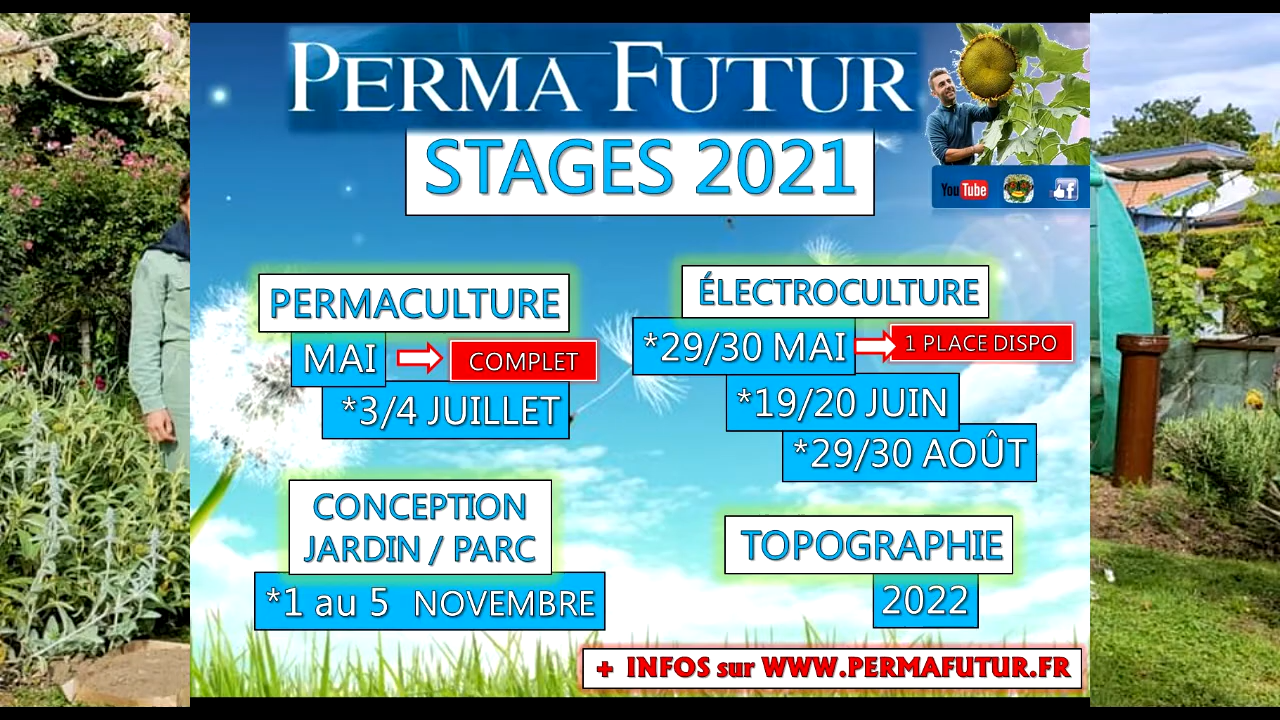 PERMA FUTUR
STAGES 2021
YouTube
f
PERMACULTURE
MAI
COMPLET
*3/4 JUILLET
ÉLECTROCULTURE
*29/30 MAI
1 PLACE DISPO
*19/20 JUIN
*29/30 AOÛT
CONCEPTION
JARDIN / PARC
*1 au 5 NOVEMBRE
TOPOGRAPHIE
2022
+ INFOS sur WWW.PERMAFUTUR.FR